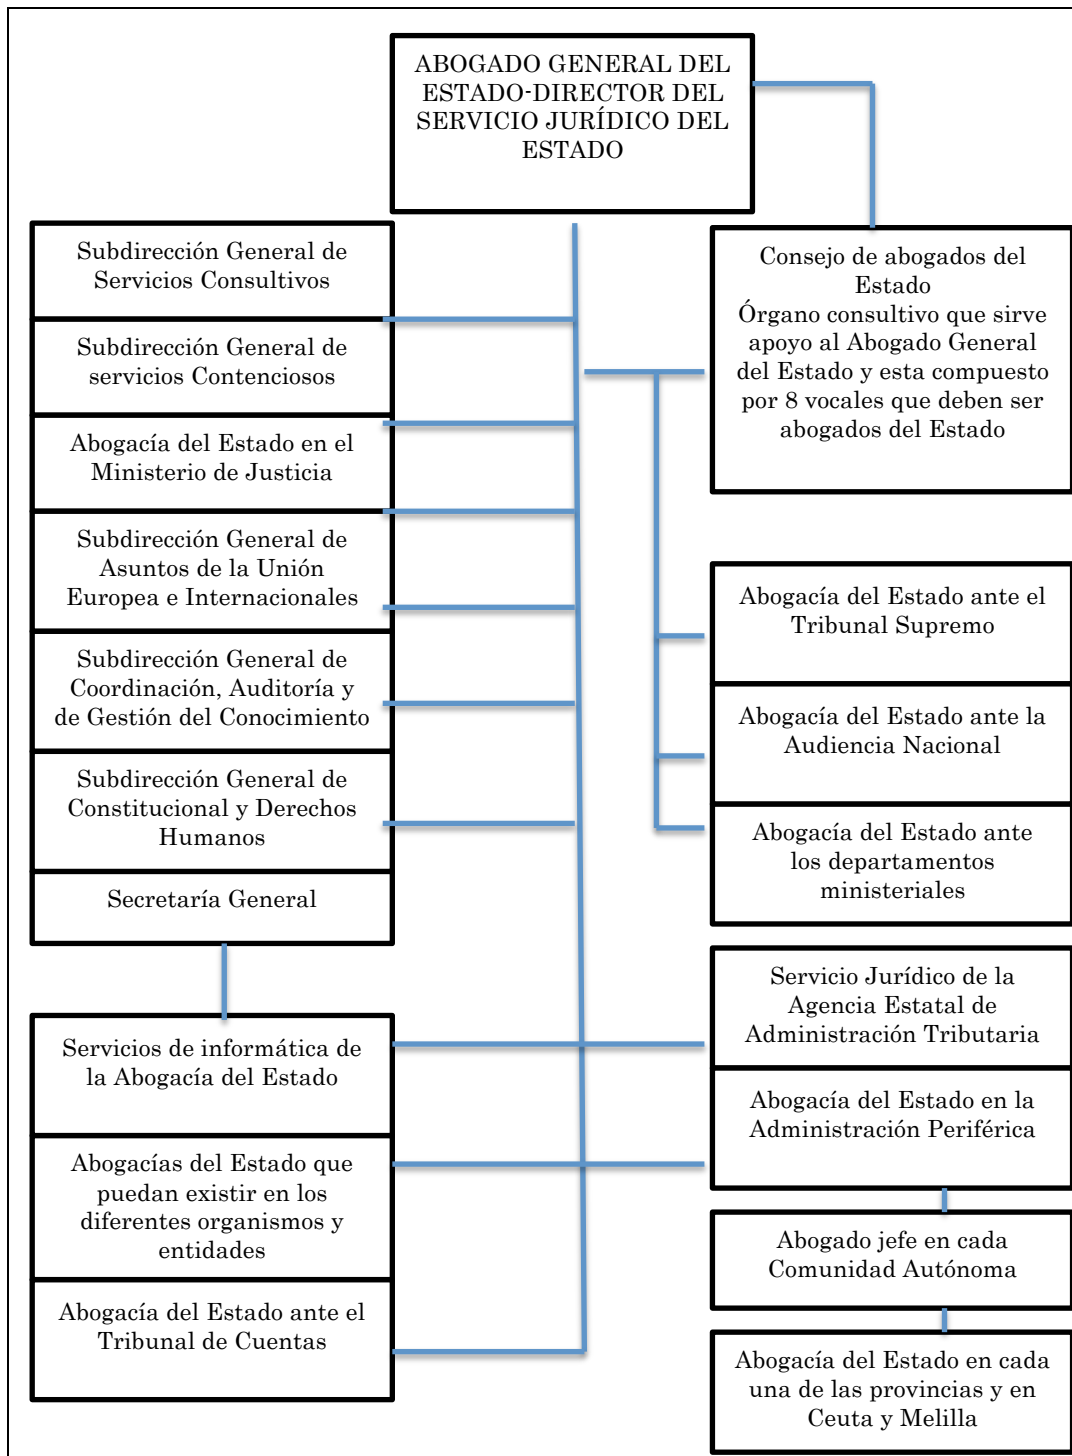 ABOGADO GENERAL DEL
ESTADO-DIRECTOR DEL
SERVICIO JURÍDICO DEL
ESTADO
Subdirección General de
Servicios Consultivos
Subdirección General de
servicios Contenciosos
Abogacía del Estado en el
Ministerio de Justicia
Subdirección General de
Asuntos de la Unión
Europea e Internacionales
Subdirección General de
Coordinación, Auditoría y
de Gestión del Conocimiento
Subdirección General de
Constitucional y Derechos
Humanos
Secretaría General
Consejo de abogados del
Estado
Órgano consultivo que sirve
apoyo al Abogado General
del Estado y esta compuesto
por 8 vocales que deben ser
abogados del Estado
Abogacía del Estado ante el
Tribunal Supremo
Abogacía del Estado ante la
Audiencia Nacional
Abogacía del Estado ante
los departamentos
ministeriales
Servicios de informática de
la Abogacía del Estado
Abogacías del Estado que
puedan existir en los
diferentes organismos y
entidades
Abogacía del Estado ante el
Tribunal de Cuentas
Servicio Jurídico de la
Agencia Estatal de
Administración Tributaria
Abogacía del Estado en la
Administración Periférica
Abogado jefe en cada
Comunidad Autónoma
Abogacía del Estado en cada
una de las provincias y en
Ceuta y Melilla